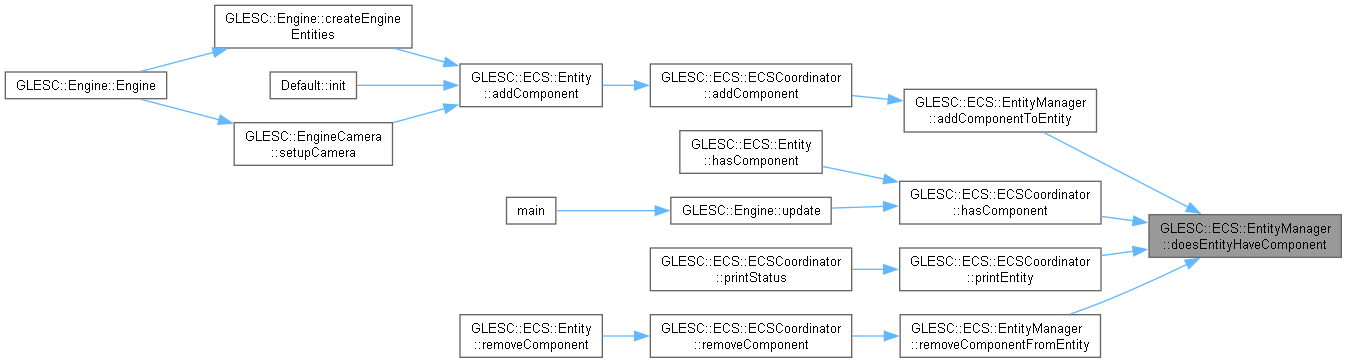 GLESC::Engine::createEngine
Entities
GLESC::Engine::Engine
Default::init
GLESC::EngineCamera
::setupCamera
GLESC::ECS::Entity
::addComponent
GLESC::ECS::ECSCoordinator
::addComponent
GLESC::ECS::EntityManager
::addComponentToEntity
GLESC::ECS::Entity
::hasComponent
main
GLESC::Engine::update
GLESC::ECS::ECSCoordinator
::hasComponent
GLESC::ECS::EntityManager
::doesEntityHaveComponent
GLESC::ECS::ECSCoordinator
::printStatus
GLESC::ECS::ECSCoordinator
::printEntity
GLESC::ECS::Entity
::removeComponent
GLESC::ECS::ECSCoordinator
::removeComponent
GLESC::ECS::EntityManager
::removeComponentFromEntity